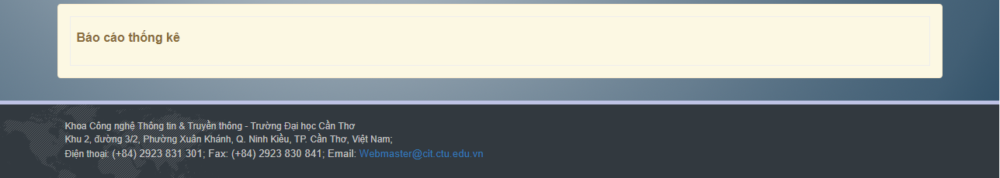 Báo cáo thống kê
Khoa Công nghệ Thông tin & Truyền thông - Trường Đại học Cần Thơ
Khu 2, đường 3/2, Phường Xuân Khánh, Q. Ninh Kiều, TP. Cần Thơ, Việt Nam;
Điện thoại: (+84) 2923 831 301; Fax: (+84) 2923 830 841; Email: Webmaster@cit.ctu.edu.vn